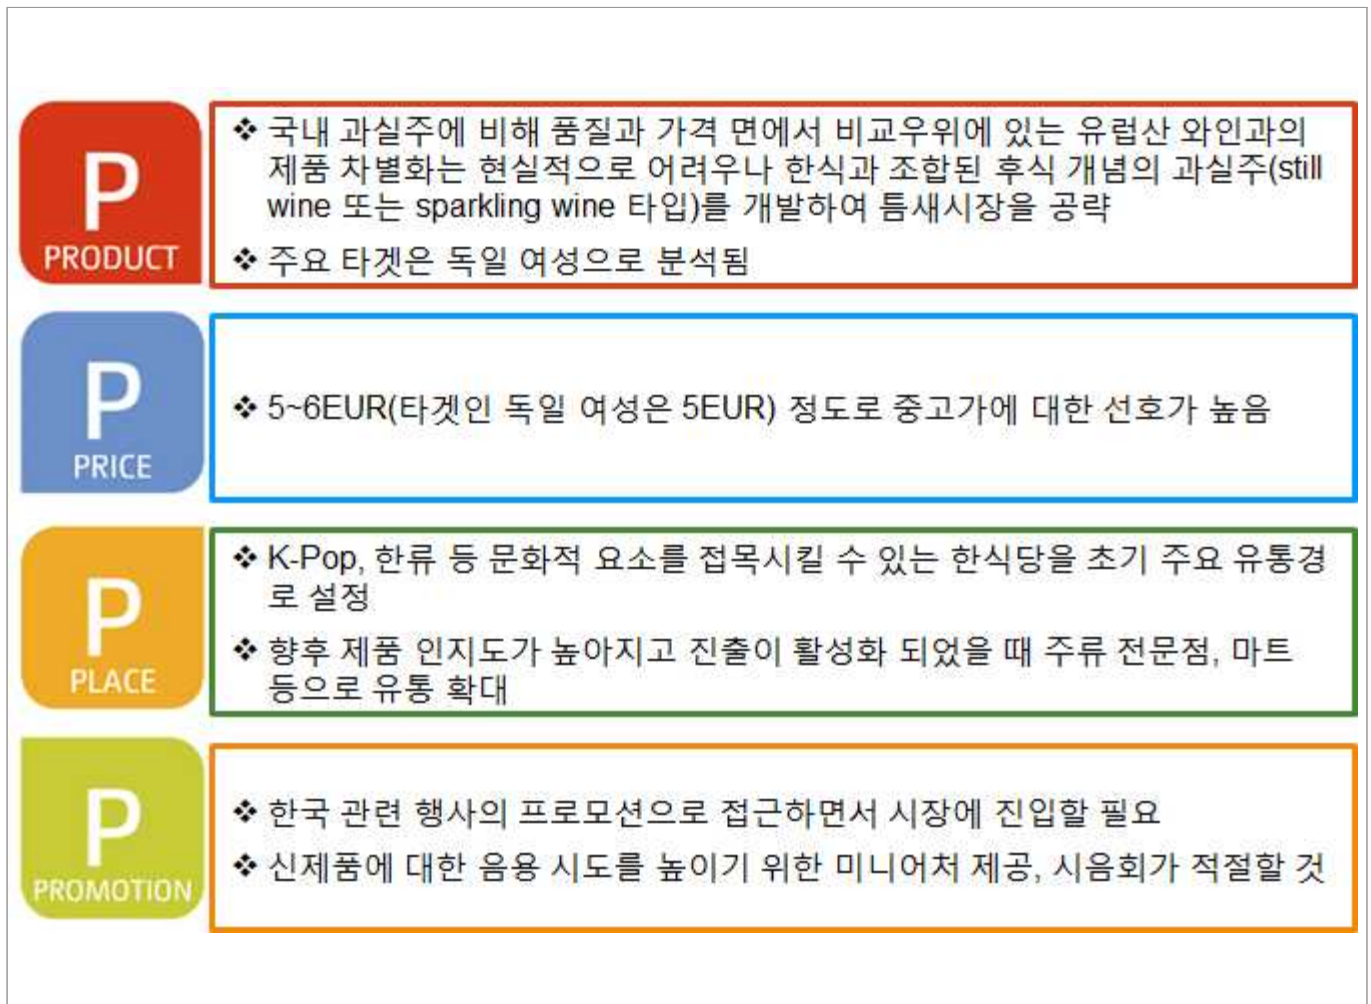 P
PRODUCT
❖ 국내 과실주에 비해 품질과 가격 면에서 비교우위에 있는 유럽산 와인과의
제품 차별화는 현실적으로 어려우나 한식과 조합된 후식 개념의 과실주(still
wine 또는 sparkling wine 타입)를 개발하여 틈새시장을 공략
❖ 주요 타겟은 독일 여성으로 분석됨
P
PRICE
❖ 5~6EUR(타겟인 독일 여성은 5EUR) 정도로 중고가에 대한 선호가 높음
P
PLACE
❖ K-Pop, 한류 등 문화적 요소를 접목시킬 수 있는 한식당을 초기 주요 유통경
로 설정
❖ 향후 제품 인지도가 높아지고 진출이 활성화 되었을 때 주류 전문점, 마트
등으로 유통 확대
P
PROMOTION
❖ 한국 관련 행사의 프로모션으로 접근하면서 시장에 진입할 필요
❖ 신제품에 대한 음용 시도를 높이기 위한 미니어처 제공, 시음회가 적절할 것